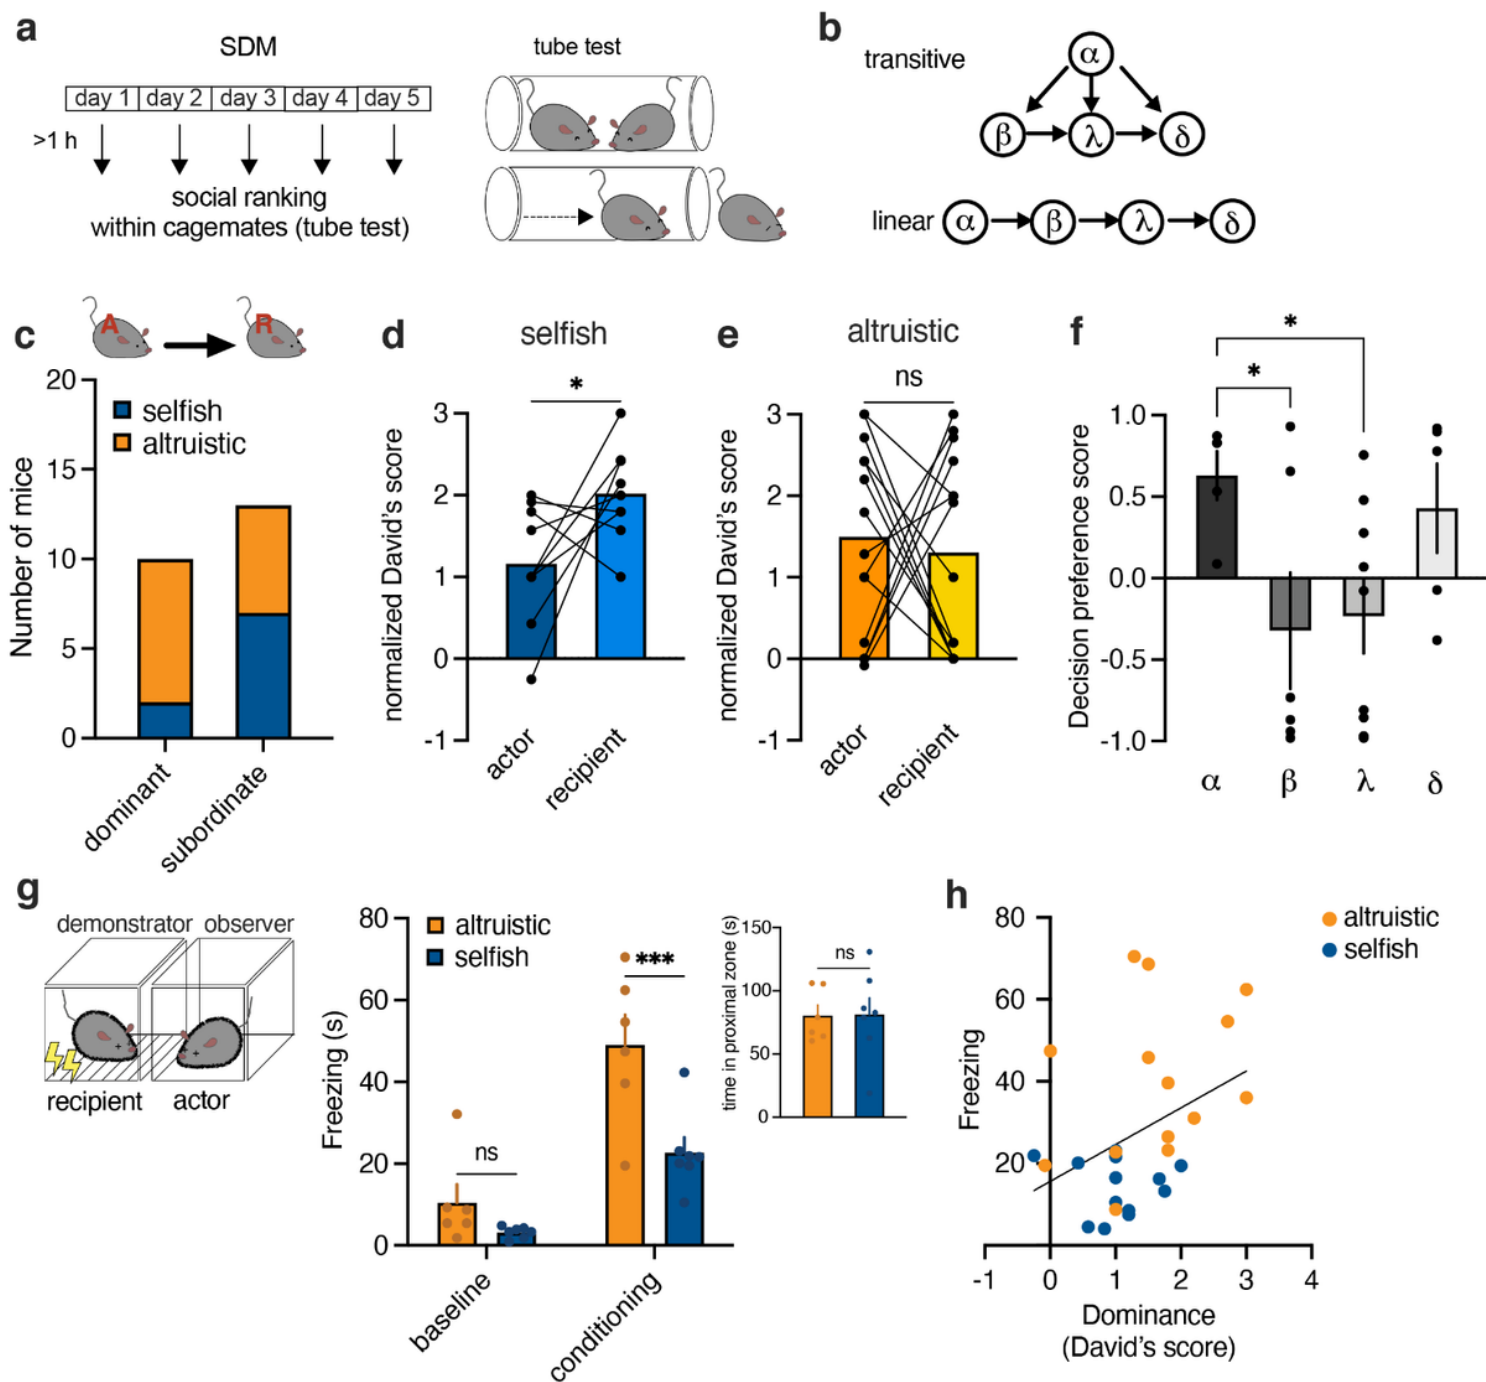 a
SDM
tube test
day 1 day 2 day 3 day 4 day 5
>1 h
social ranking
within cagemates (tube test)
b
transitive
α
β λ δ
linear α β λ δ
c
A R
20
15
10
5
0
Number of mice
selfish
altruistic
dominant
subordinate
d
selfish
*
3
2
1
0
-1
normalized David's score
actor
recipient
e
altruistic
ns
3
2
1
0
-1
normalized David's score
actor
recipient
f
*
*
1.0
0.5
0.0
-0.5
-1.0
Decision preference score
α β λ δ
g
demonstrator observer
recipient actor
80
60
40
20
0
Freezing (s)
altruistic
selfish
ns
***
baseline
conditioning
150
100
50
0
time in proximal zone (s)
ns
h
altruistic
selfish
80
60
40
20
Freezing
-1 0 1 2 3 4
Dominance
(David's score)